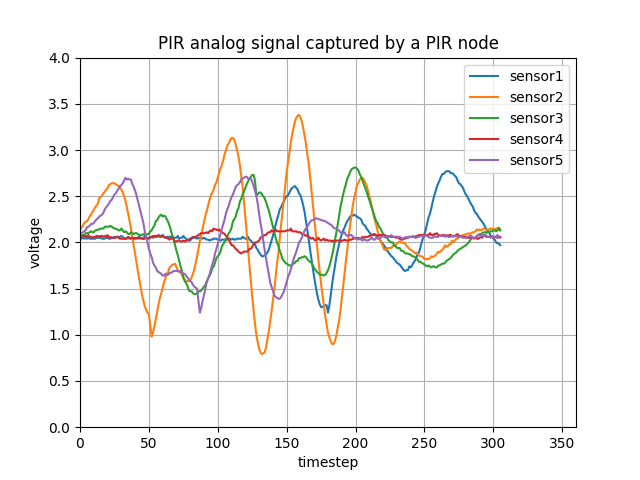 PIR analog signal captured by a PIR node
4.0
3.5
3.0
2.5
2.0
1.5
1.0
0.5
0.0
voltage
sensor1
sensor2
sensor3
sensor4
sensor5
0 50 100 150 200 250 300 350
timestep